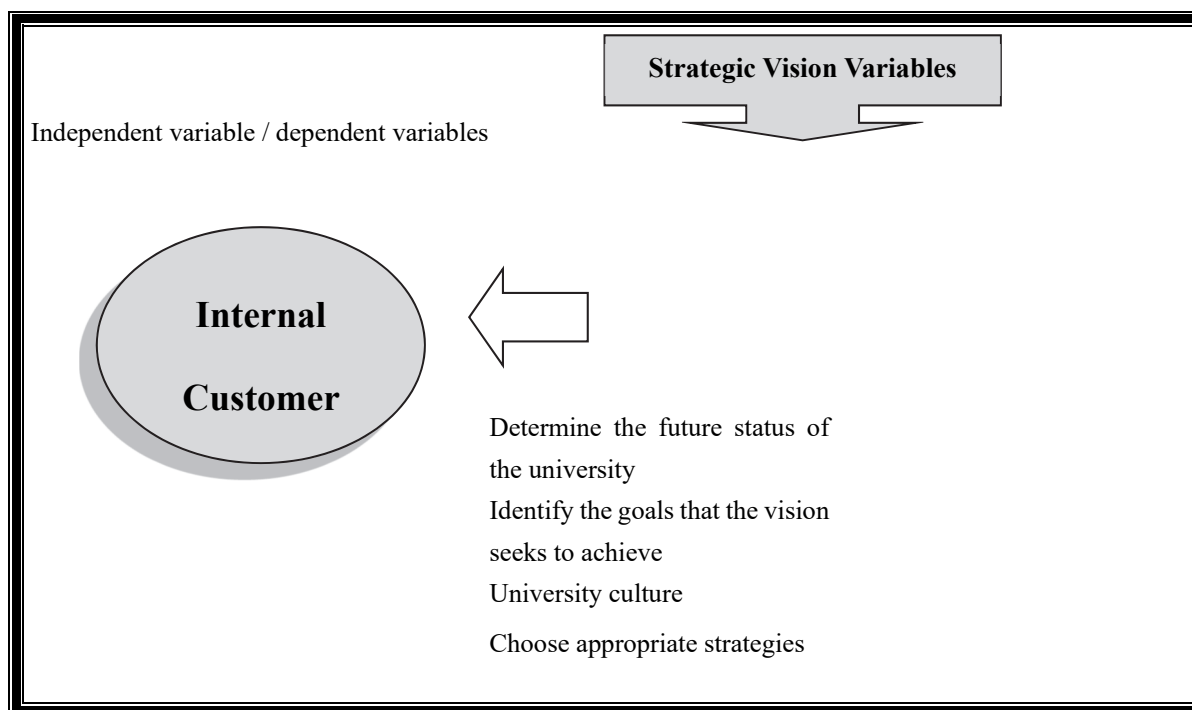 Strategic Vision Variables
Independent variable / dependent variables
Internal
Customer
Determine the future status of
the university
Identify the goals that the vision
seeks to achieve
University culture
Choose appropriate strategies